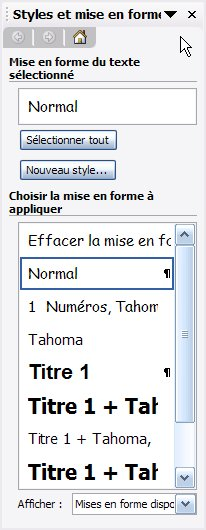 Styles et mise en forme
Mise en forme du texte
sélectionné
Normal
Sélectionner tout
Nouveau style...
Choisir la mise en forme à
appliquer
Effacer la mise en fo
Normal ¶
1 Numéros, Tahom
Tahoma
Titre 1 ¶
Titre 1 + Tah
Titre 1 + Tahoma,
Titre 1 + Tah
Afficher : Mises en forme dispo